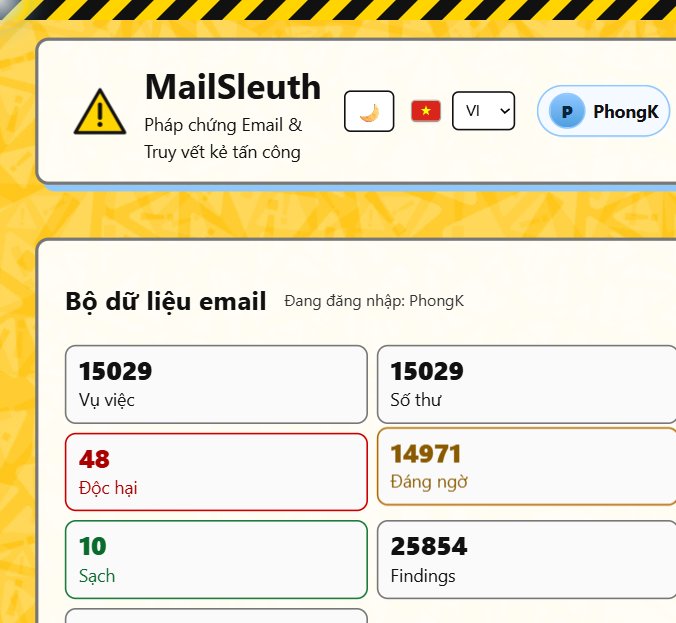 MailSleuth
Pháp chứng Email &
Truy vết kẻ tấn công
VI
P PhongK
Bộ dữ liệu email Đang đăng nhập: PhongK
15029
Vụ việc
15029
Số thư
48
Độc hại
14971
Đáng ngờ
10
Sạch
25854
Findings